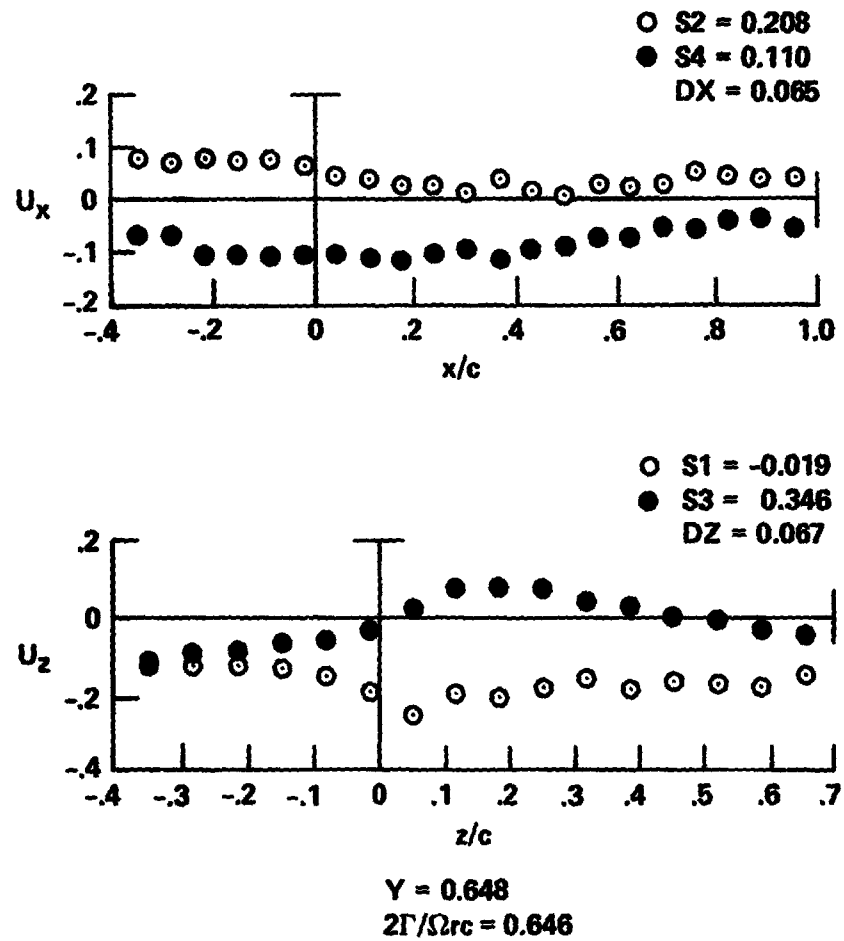 S2 = 0.208
S4 = 0.110
DX = 0.065
.2
.1
0
-.1
-.2
Ux
-.4 -.2 0 .2 .4 .6 .8 1.0
x/c
S1 = -0.019
S3 = 0.346
DZ = 0.067
.2
0
-.2
-.4
Uz
-.4 -.3 -.2 -.1 0 .1 .2 .3 .4 .5 .6 .7
z/c
Y = 0.648
2Γ/Ωrc = 0.646